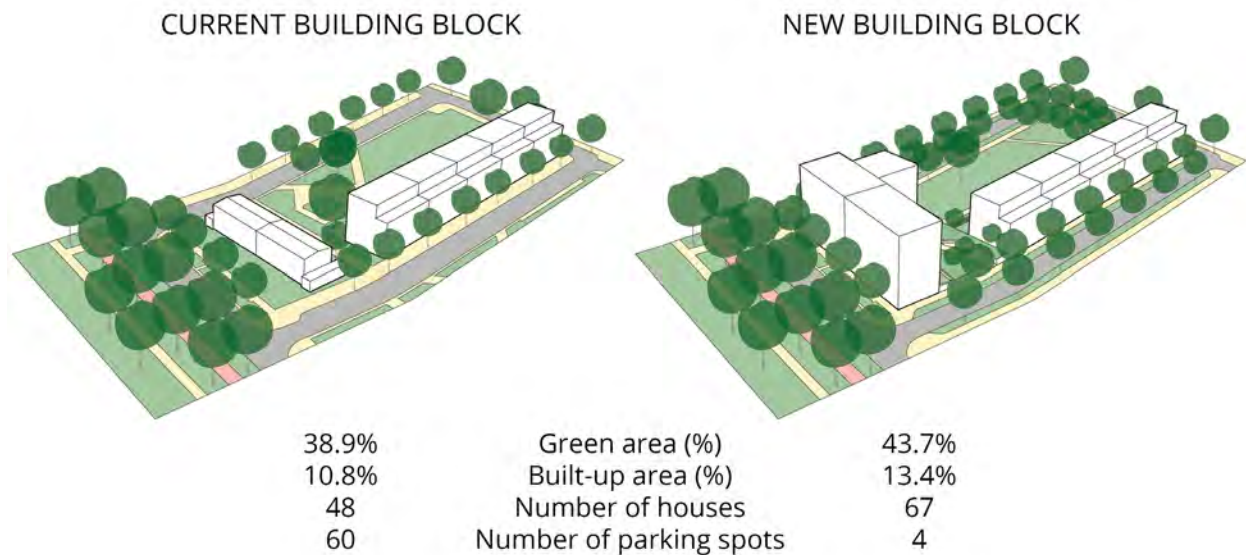 CURRENT BUILDING BLOCK NEW BUILDING BLOCK
38.9% Green area (%) 43.7%
10.8% Built-up area (%) 13.4%
48 Number of houses 67
60 Number of parking spots 4